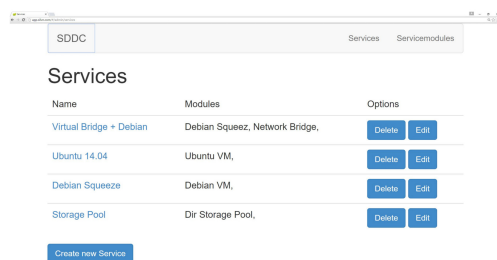 SDDC Services Servicemodules
Services
Name Modules Options
Virtual Bridge + Debian Debian Squeez, Network Bridge, Delete Edit
Ubuntu 14.04 Ubuntu VM, Delete Edit
Debian Squeeze Debian VM, Delete Edit
Storage Pool Dir Storage Pool, Delete Edit
Create new Service